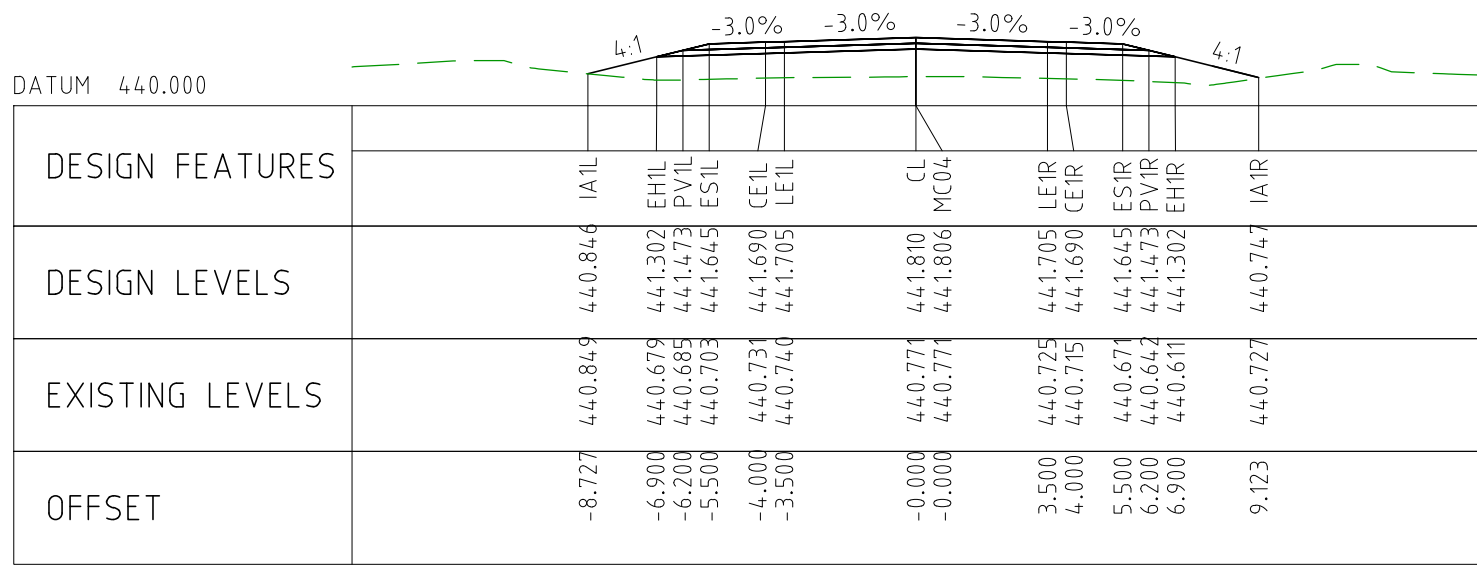 -3.0% -3.0% -3.0% -3.0%
4:1 4:1
DATUM 440.000
DESIGN FEATURES IA1L EH1L PV1L ES1L CE1L LE1L CL MC04 LE1R CE1R ES1R PV1R EH1R IA1R
DESIGN LEVELS 440.846 441.302 441.473 441.645 441.690 441.705 441.810 441.806 441.705 441.690 441.645 441.473 441.302 440.747
EXISTING LEVELS 440.849 440.679 440.685 440.703 440.731 440.740 440.771 440.771 440.725 440.715 440.671 440.642 440.611 440.727
OFFSET -8.727 -6.900 -6.200 -5.500 -4.000 -3.500 -0.000 -0.000 3.500 4.000 5.500 6.200 6.900 9.123